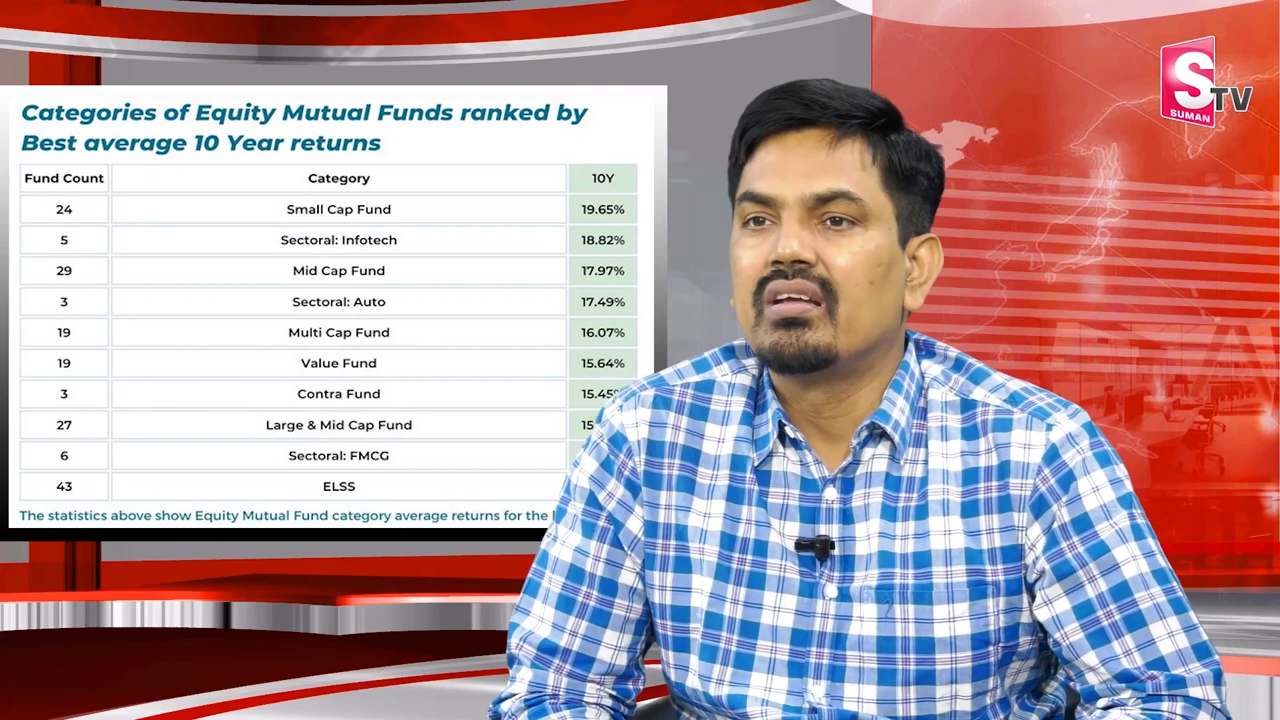 Categories of Equity Mutual Funds ranked by
Best average 10 Year returns
Fund Count Category 10Y
24 Small Cap Fund 19.65%
5 Sectoral: Infotech 18.82%
29 Mid Cap Fund 17.97%
3 Sectoral: Auto 17.49%
19 Multi Cap Fund 16.07%
19 Value Fund 15.64%
3 Contra Fund 15.45%
27 Large & Mid Cap Fund
6 Sectoral: FMCG
43 ELSS
The statistics above show Equity Mutual Fund category average returns for the
S TV
SUMAN